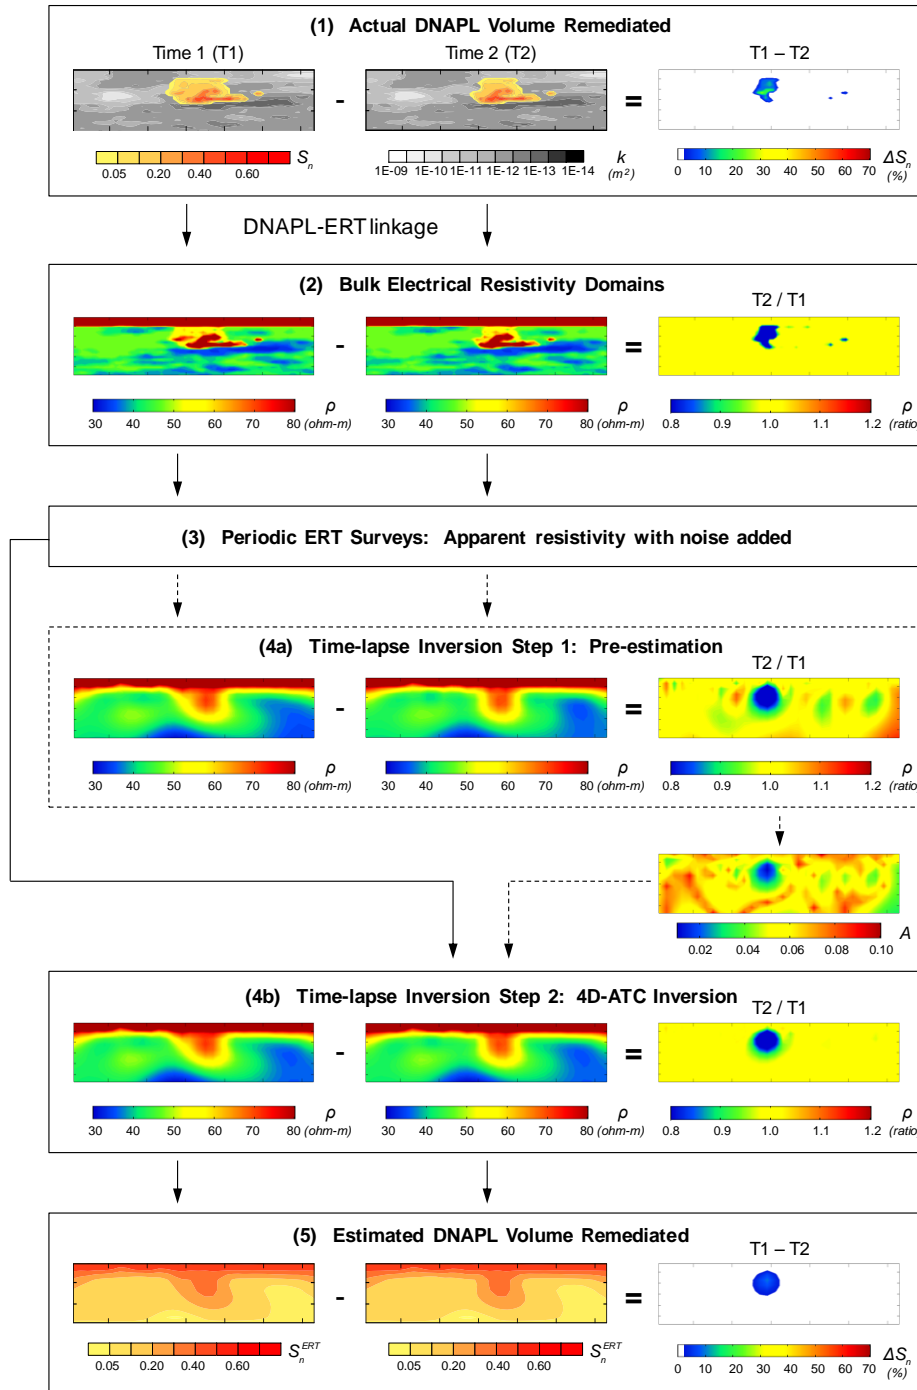 (1) Actual DNAPL Volume Remediated
Time 1 (T1) Time 2 (T2) T1 – T2
- =
0.05 0.20 0.40 0.60 Sn
1E-09 1E-10 1E-11 1E-12 1E-13 1E-14 k (m²)
0 10 20 30 40 50 60 70 ΔSn (%)
DNAPL-ERT linkage
(2) Bulk Electrical Resistivity Domains
T2 / T1
- =
30 40 50 60 70 80 ρ (ohm-m)
30 40 50 60 70 80 ρ (ohm-m)
0.8 0.9 1.0 1.1 1.2 ρ (ratio)
(3) Periodic ERT Surveys: Apparent resistivity with noise added
(4a) Time-lapse Inversion Step 1: Pre-estimation
T2 / T1
- =
30 40 50 60 70 80 ρ (ohm-m)
30 40 50 60 70 80 ρ (ohm-m)
0.8 0.9 1.0 1.1 1.2 ρ (ratio)
0.02 0.04 0.06 0.08 0.10 A
(4b) Time-lapse Inversion Step 2: 4D-ATC Inversion
T2 / T1
- =
30 40 50 60 70 80 ρ (ohm-m)
30 40 50 60 70 80 ρ (ohm-m)
0.8 0.9 1.0 1.1 1.2 ρ (ratio)
(5) Estimated DNAPL Volume Remediated
T1 – T2
- =
0.05 0.20 0.40 0.60 Sn^ERT
0.05 0.20 0.40 0.60 Sn^ERT
0 10 20 30 40 50 60 70 ΔSn (%)